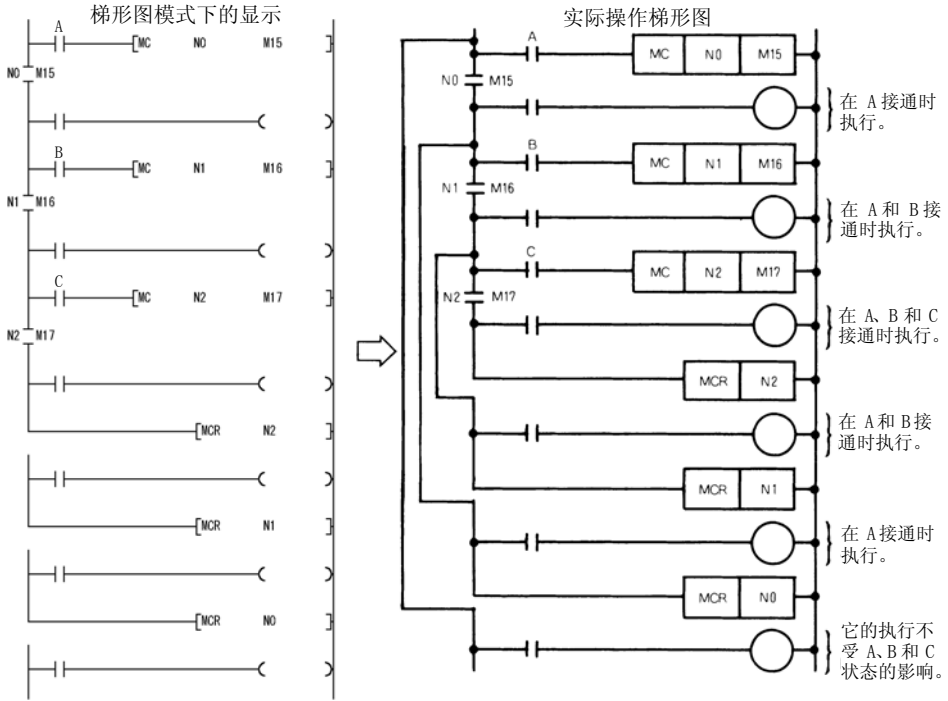 梯形图模式下的显示
A
MC N0 M15
N0 M15
B
MC N1 M16
N1 M16
C
MC N2 M17
N2 M17
MCR N2
MCR N1
MCR N0
实际操作梯形图
A
MC N0 M15
N0 M15
在 A 接通时
执行。
B
MC N1 M16
N1 M16
在 A 和 B 接
通时执行。
C
MC N2 M17
N2 M17
在 A、B 和 C
接通时执行。
MCR N2
在 A 和 B 接
通时执行。
MCR N1
在 A 接通时
执行。
MCR N0
它的执行不
受 A、B 和 C
状态的影响。